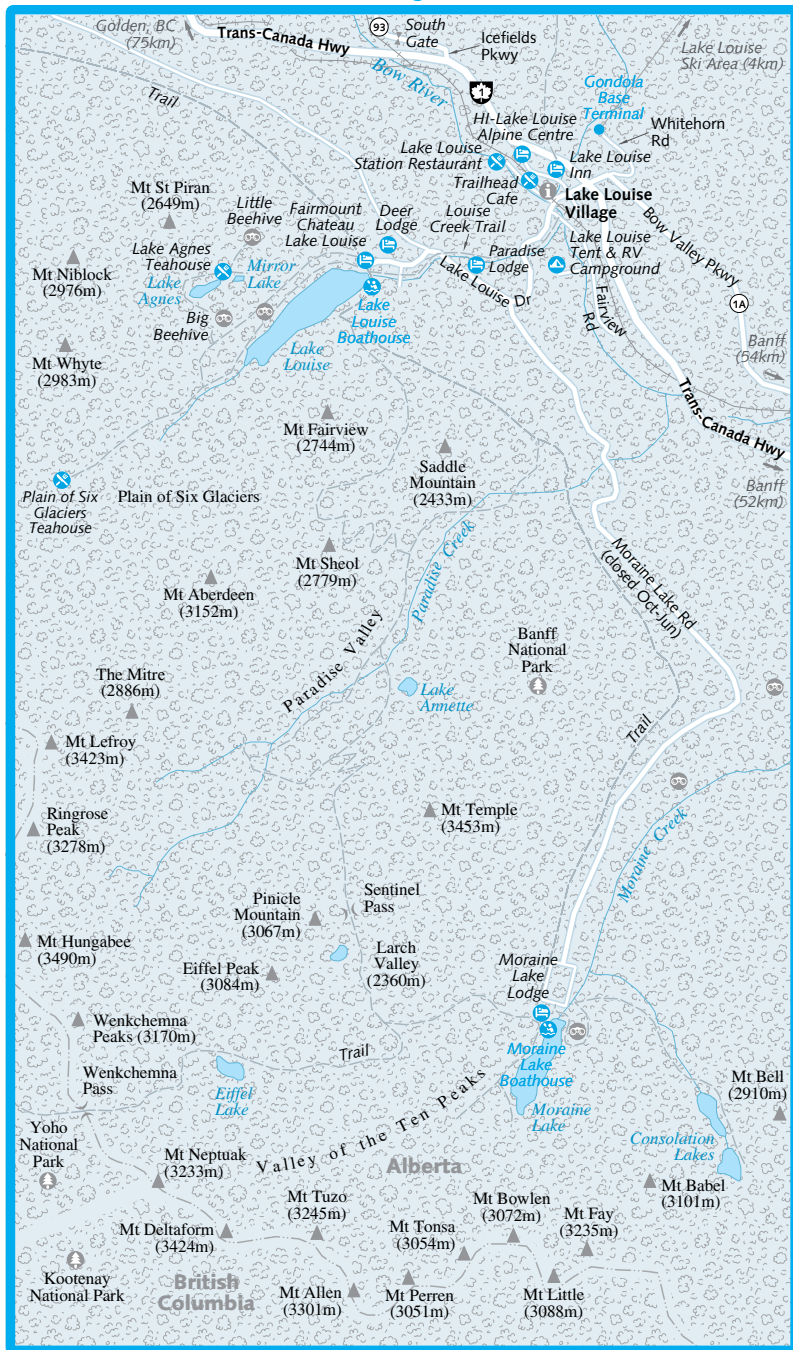 Golden, BC
(75km)
Trans-Canada Hwy
93
South
Gate
Icefields
Pkwy
Lake Louise
Ski Area (4km)
Trail
Bow River
1
Gondola
Base
Terminal
HI-Lake Louise
Alpine Centre
Whitehorn
Rd
Lake Louise
Station Restaurant
Lake Louise
Inn
Trailhead
Cafe
Lake Louise
Village
Mt St Piran
(2649m)
Little
Beehive
Fairmount
Chateau
Lake Louise
Deer
Lodge
Louise
Creek Trail
Bow Valley Pkwy
Lake Agnes
Teahouse
Mt Niblock
(2976m)
Lake
Agnes
Mirror
Lake
Paradise
Lodge
Lake Louise
Tent & RV
Campground
Lake Louise Dr
Fairview
Rd
1A
Big
Beehive
Lake
Louise
Lake
Louise
Boathouse
Banff
(54km)
Mt Whyte
(2983m)
Trans-Canada Hwy
Mt Fairview
(2744m)
Saddle
Mountain
(2433m)
Banff
(52km)
Plain of Six
Glaciers
Teahouse
Plain of Six Glaciers
Paradise Creek
Mt Sheol
(2779m)
Mt Aberdeen
(3152m)
Moraine Lake Rd
(closed Oct-Jun)
Paradise Valley
Banff
National
Park
The Mitre
(2886m)
Lake
Annette
Trail
Mt Lefroy
(3423m)
Ringrose
Peak
(3278m)
Mt Temple
(3453m)
Moraine Creek
Pinicle
Mountain
(3067m)
Sentinel
Pass
Mt Hungabee
(3490m)
Eiffel Peak
(3084m)
Larch
Valley
(2360m)
Moraine
Lake
Lodge
Wenkchemna
Peaks (3170m)
Trail
Moraine
Lake
Boathouse
Wenkchemna
Pass
Eiffel
Lake
Mt Bell
(2910m)
Moraine
Lake
Yoho
National
Park
Valley of the Ten Peaks
Consolation
Lakes
Mt Neptuak
(3233m)
Alberta
Mt Babel
(3101m)
Mt Tuzo
(3245m)
Mt Bowlen
(3072m)
Mt Fay
(3235m)
Mt Deltaform
(3424m)
Mt Tonsa
(3054m)
Kootenay
National Park
British
Columbia
Mt Allen
(3301m)
Mt Perren
(3051m)
Mt Little
(3088m)